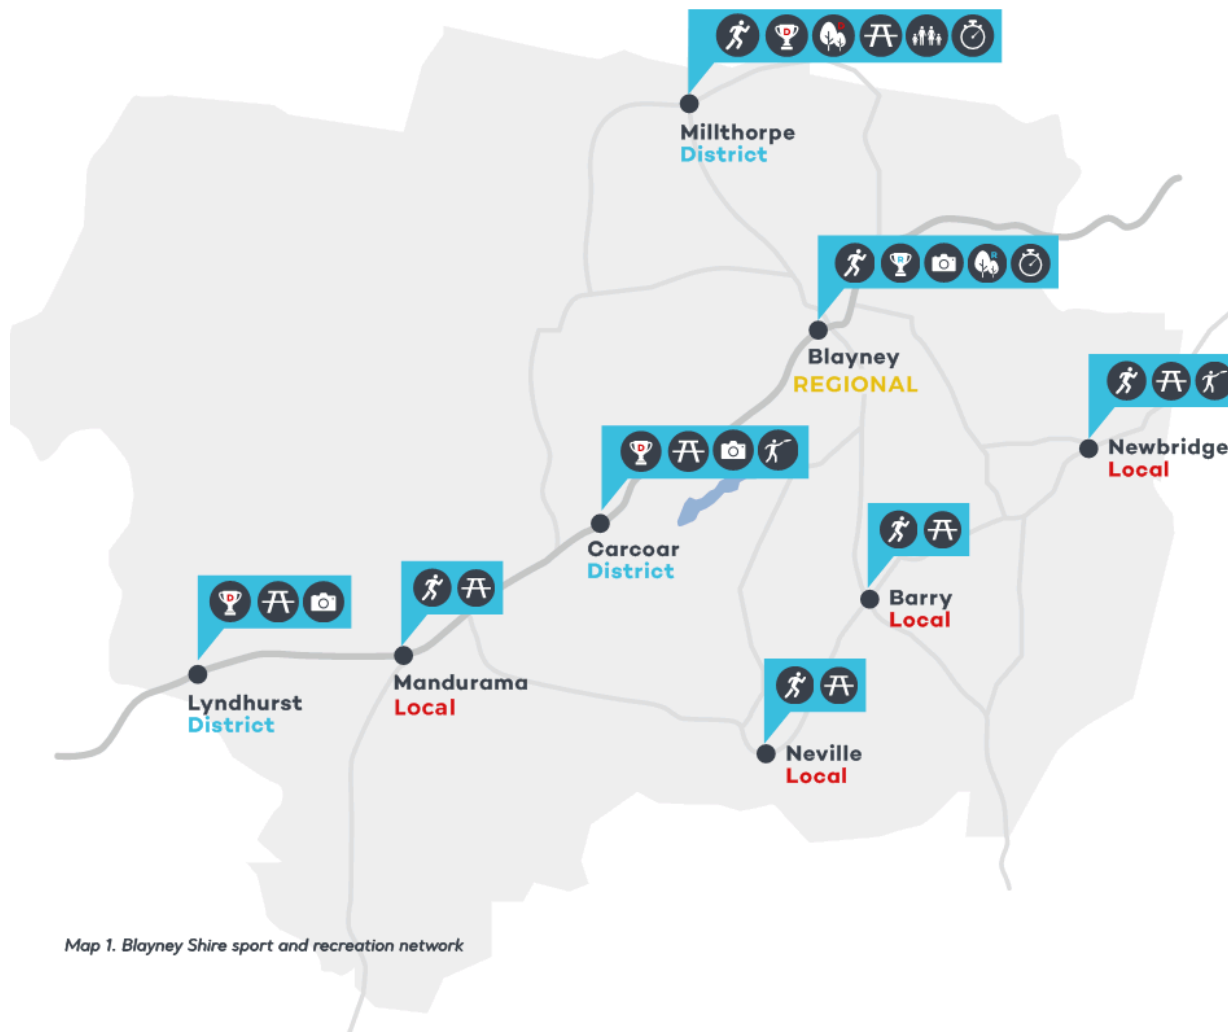 D
D
Millthorpe
District
R
R
Blayney
REGIONAL
Newbridge
Local
D
Carcoar
District
Barry
Local
D
Lyndhurst
District
Mandurama
Local
Neville
Local
Map 1. Blayney Shire sport and recreation network